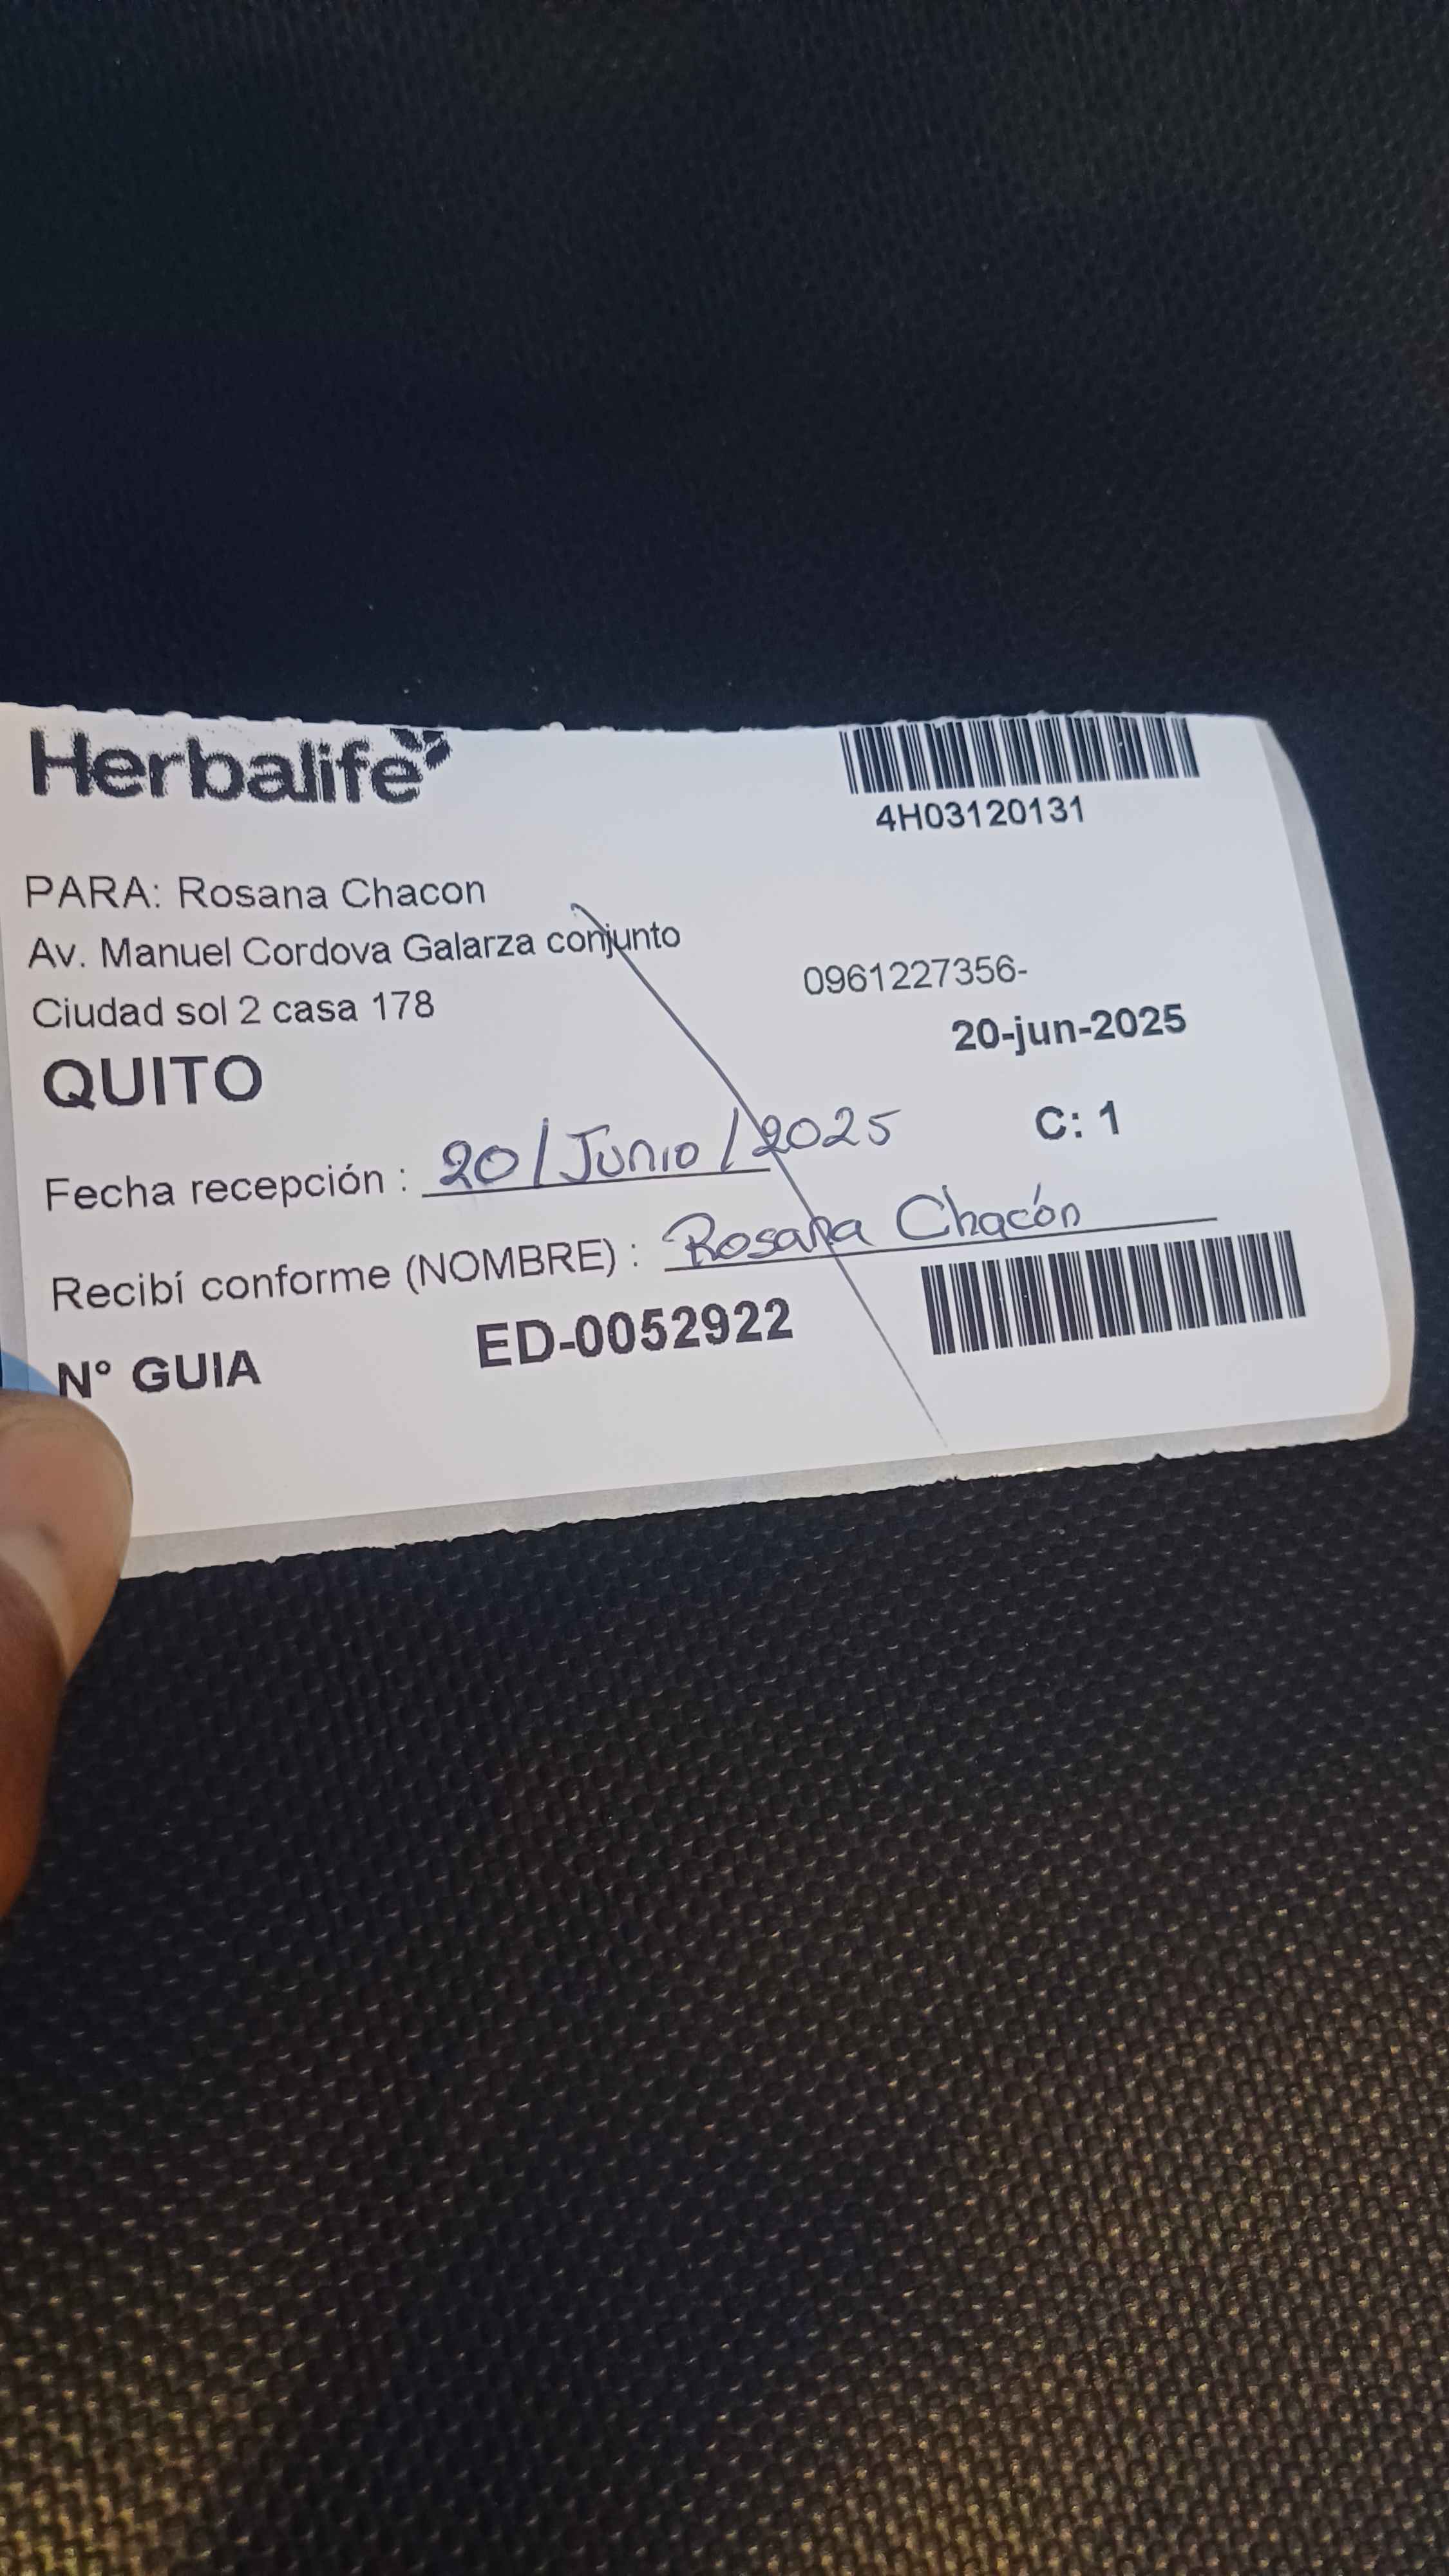 Herbalife
4H03120131
PARA: Rosana Chacon
Av. Manuel Cordova Galarza conjunto
Ciudad sol 2 casa 178
0961227356-
QUITO
20-jun-2025
C: 1
Fecha recepción : 20/Junio/2025
Recibí conforme (NOMBRE) : Rosana Chacón
N° GUIA ED-0052922